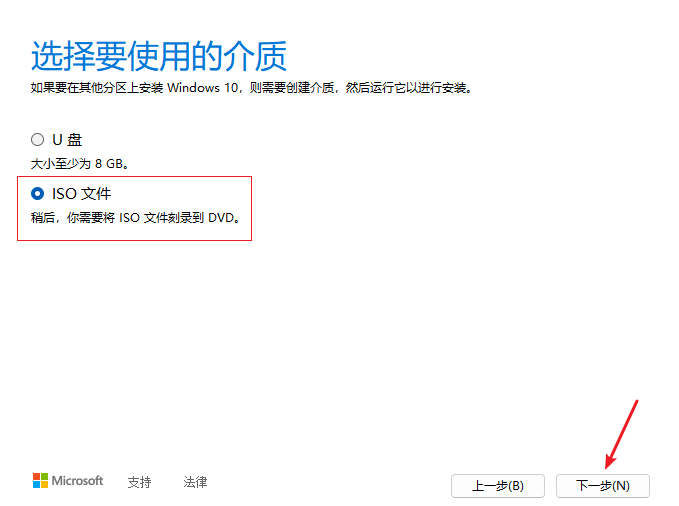 选择要使用的介质
如果要在其他分区上安装 Windows 10，则需要创建介质，然后运行它以进行安装。
U 盘
大小至少为 8 GB。
ISO 文件
稍后，你需要将 ISO 文件刻录到 DVD。
Microsoft 支持 法律 上一步(B) 下一步(N)